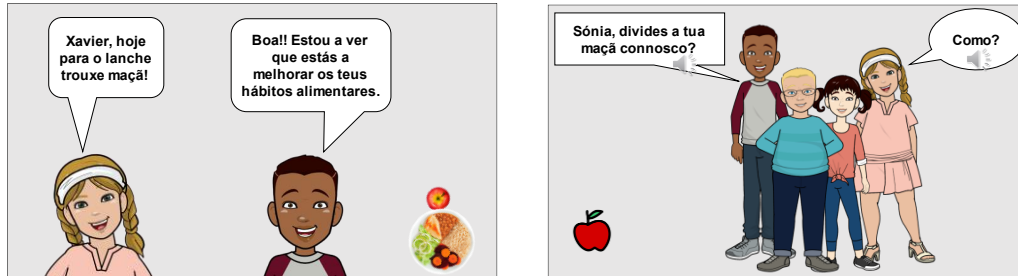 Xavier, hoje
para o lanche
trouxe maçã!
Boa!! Estou a ver
que estás a
melhorar os teus
hábitos alimentares.
Sónia, divides a tua
maçã connosco?
Como?